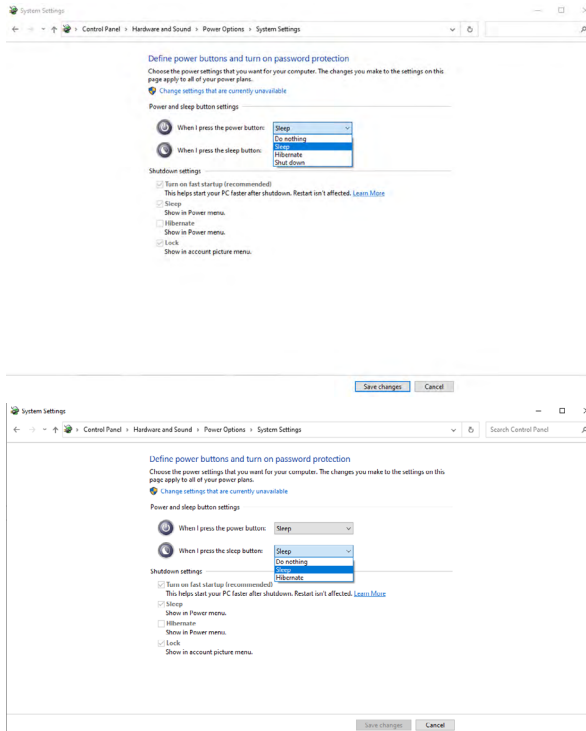 System Settings
Control Panel › Hardware and Sound › Power Options › System Settings
Define power buttons and turn on password protection
Choose the power settings that you want for your computer. The changes you make to the settings on this
page apply to all of your power plans.
Change settings that are currently unavailable
Power and sleep button settings
When I press the power button: Sleep
Do nothing
Sleep
Hibernate
Shut down
When I press the sleep button:
Shutdown settings
Turn on fast startup (recommended)
This helps start your PC faster after shutdown. Restart isn't affected. Learn More
Sleep
Show in Power menu.
Hibernate
Show in Power menu.
Lock
Show in account picture menu.
Save changes Cancel
System Settings
Control Panel › Hardware and Sound › Power Options › System Settings Search Control Panel
Define power buttons and turn on password protection
Choose the power settings that you want for your computer. The changes you make to the settings on this
page apply to all of your power plans.
Change settings that are currently unavailable
Power and sleep button settings
When I press the power button: Sleep
When I press the sleep button: Sleep
Do nothing
Sleep
Hibernate
Shutdown settings
Turn on fast startup (recommended)
This helps start your PC faster after shutdown. Restart isn't affected. Learn More
Sleep
Show in Power menu.
Hibernate
Show in Power menu.
Lock
Show in account picture menu.
Save changes Cancel